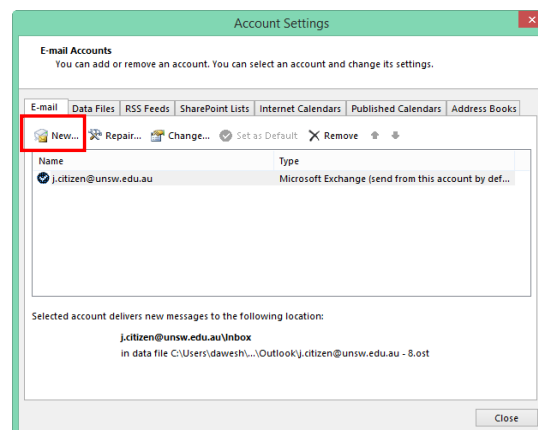 Account Settings
E-mail Accounts
You can add or remove an account. You can select an account and change its settings.
E-mail Data Files RSS Feeds SharePoint Lists Internet Calendars Published Calendars Address Books
New... Repair... Change... Set as Default Remove
Name Type
j.citizen@unsw.edu.au Microsoft Exchange (send from this account by def...
Selected account delivers new messages to the following location:
j.citizen@unsw.edu.au\Inbox
in data file C:\Users\dawesh\...\Outlook\j.citizen@unsw.edu.au - 8.ost
Close